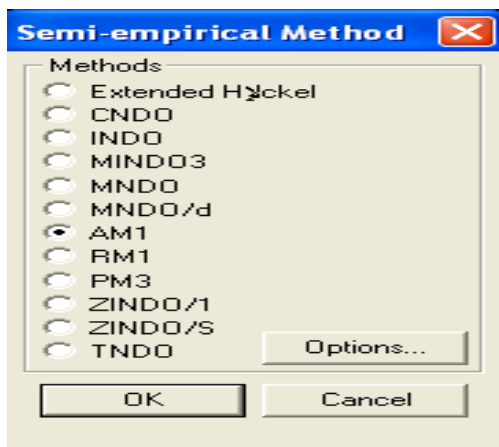 Semi-empirical Method
Methods
Extended Hückel
CNDO
INDO
MINDO3
MNDO
MNDO/d
AM1
RM1
PM3
ZINDO/1
ZINDO/S
TNDO
Options...
OK
Cancel